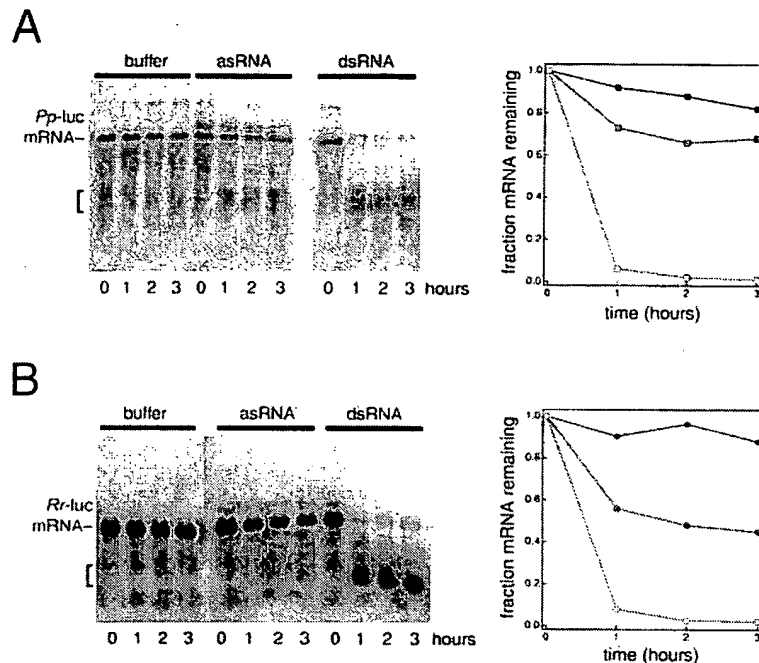 A
buffer asRNA dsRNA
Pp-luc
mRNA–
[
0 1 2 3 0 1 2 3 0 1 2 3 hours
fraction mRNA remaining
1.0
0.8
0.6
0.4
0.2
0.0
0 1 2 3
time (hours)
B
buffer asRNA dsRNA
Rr-luc
mRNA–
[
0 1 2 3 0 1 2 3 0 1 2 3 hours
fraction mRNA remaining
1.0
0.8
0.6
0.4
0.2
0.0
0 1 2 3
time (hours)